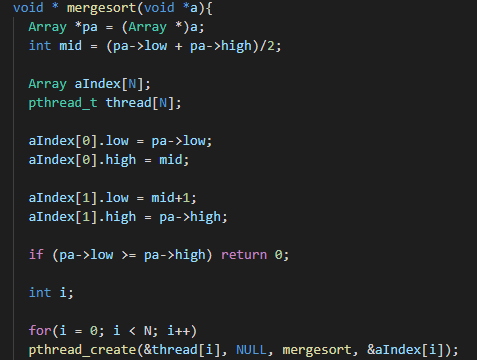 void * mergesort(void *a){
Array *pa = (Array *)a;
int mid = (pa->low + pa->high)/2;
Array aIndex[N];
pthread_t thread[N];
aIndex[0].low = pa->low;
aIndex[0].high = mid;
aIndex[1].low = mid+1;
aIndex[1].high = pa->high;
if (pa->low >= pa->high) return 0;
int i;
for(i = 0; i < N; i++)
pthread_create(&thread[i], NULL, mergesort, &aIndex[i]);